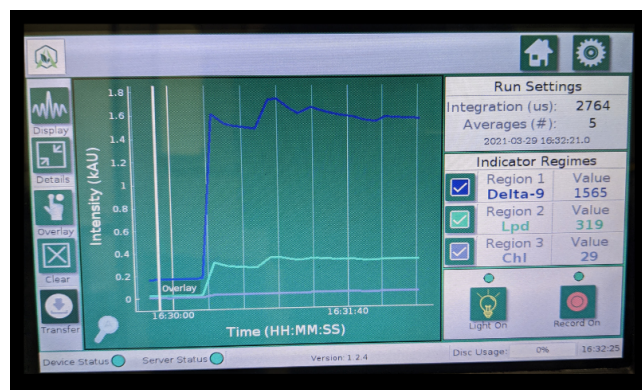 Display
Details
Overlay
Clear
Transfer
Intensity (kAU)
1.8
1.6
1.4
1.2
1
0.8
0.6
0.4
0.2
0
Overlay
16:30:00
16:31:40
Time (HH:MM:SS)
Run Settings
Integration (us): 2764
Averages (#): 5
2021-03-29 16:32:21.0
Indicator Regimes
Region 1 Value
Delta-9 1565
Region 2 Value
Lpd 319
Region 3 Value
Chl 29
Light On
Record On
Device Status
Server Status
Version: 1.2.4
Disc Usage: 0%
16:32:25